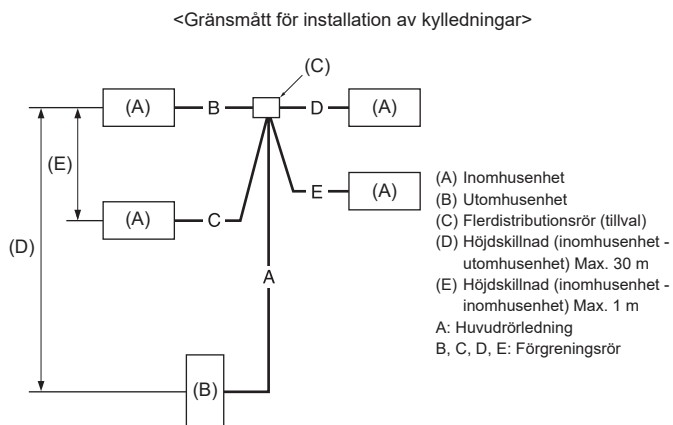 <Gränsmått för installation av kylledningar>
(C)
(A) B D (A)
(E)
(A) C E (A)
(D)
A
(B)
(A) Inomhusenhet
(B) Utomhusenhet
(C) Flerdistributionsrör (tillval)
(D) Höjdskillnad (inomhusenhet -
utomhusenhet) Max. 30 m
(E) Höjdskillnad (inomhusenhet -
inomhusenhet) Max. 1 m
A: Huvudrörledning
B, C, D, E: Förgreningsrör